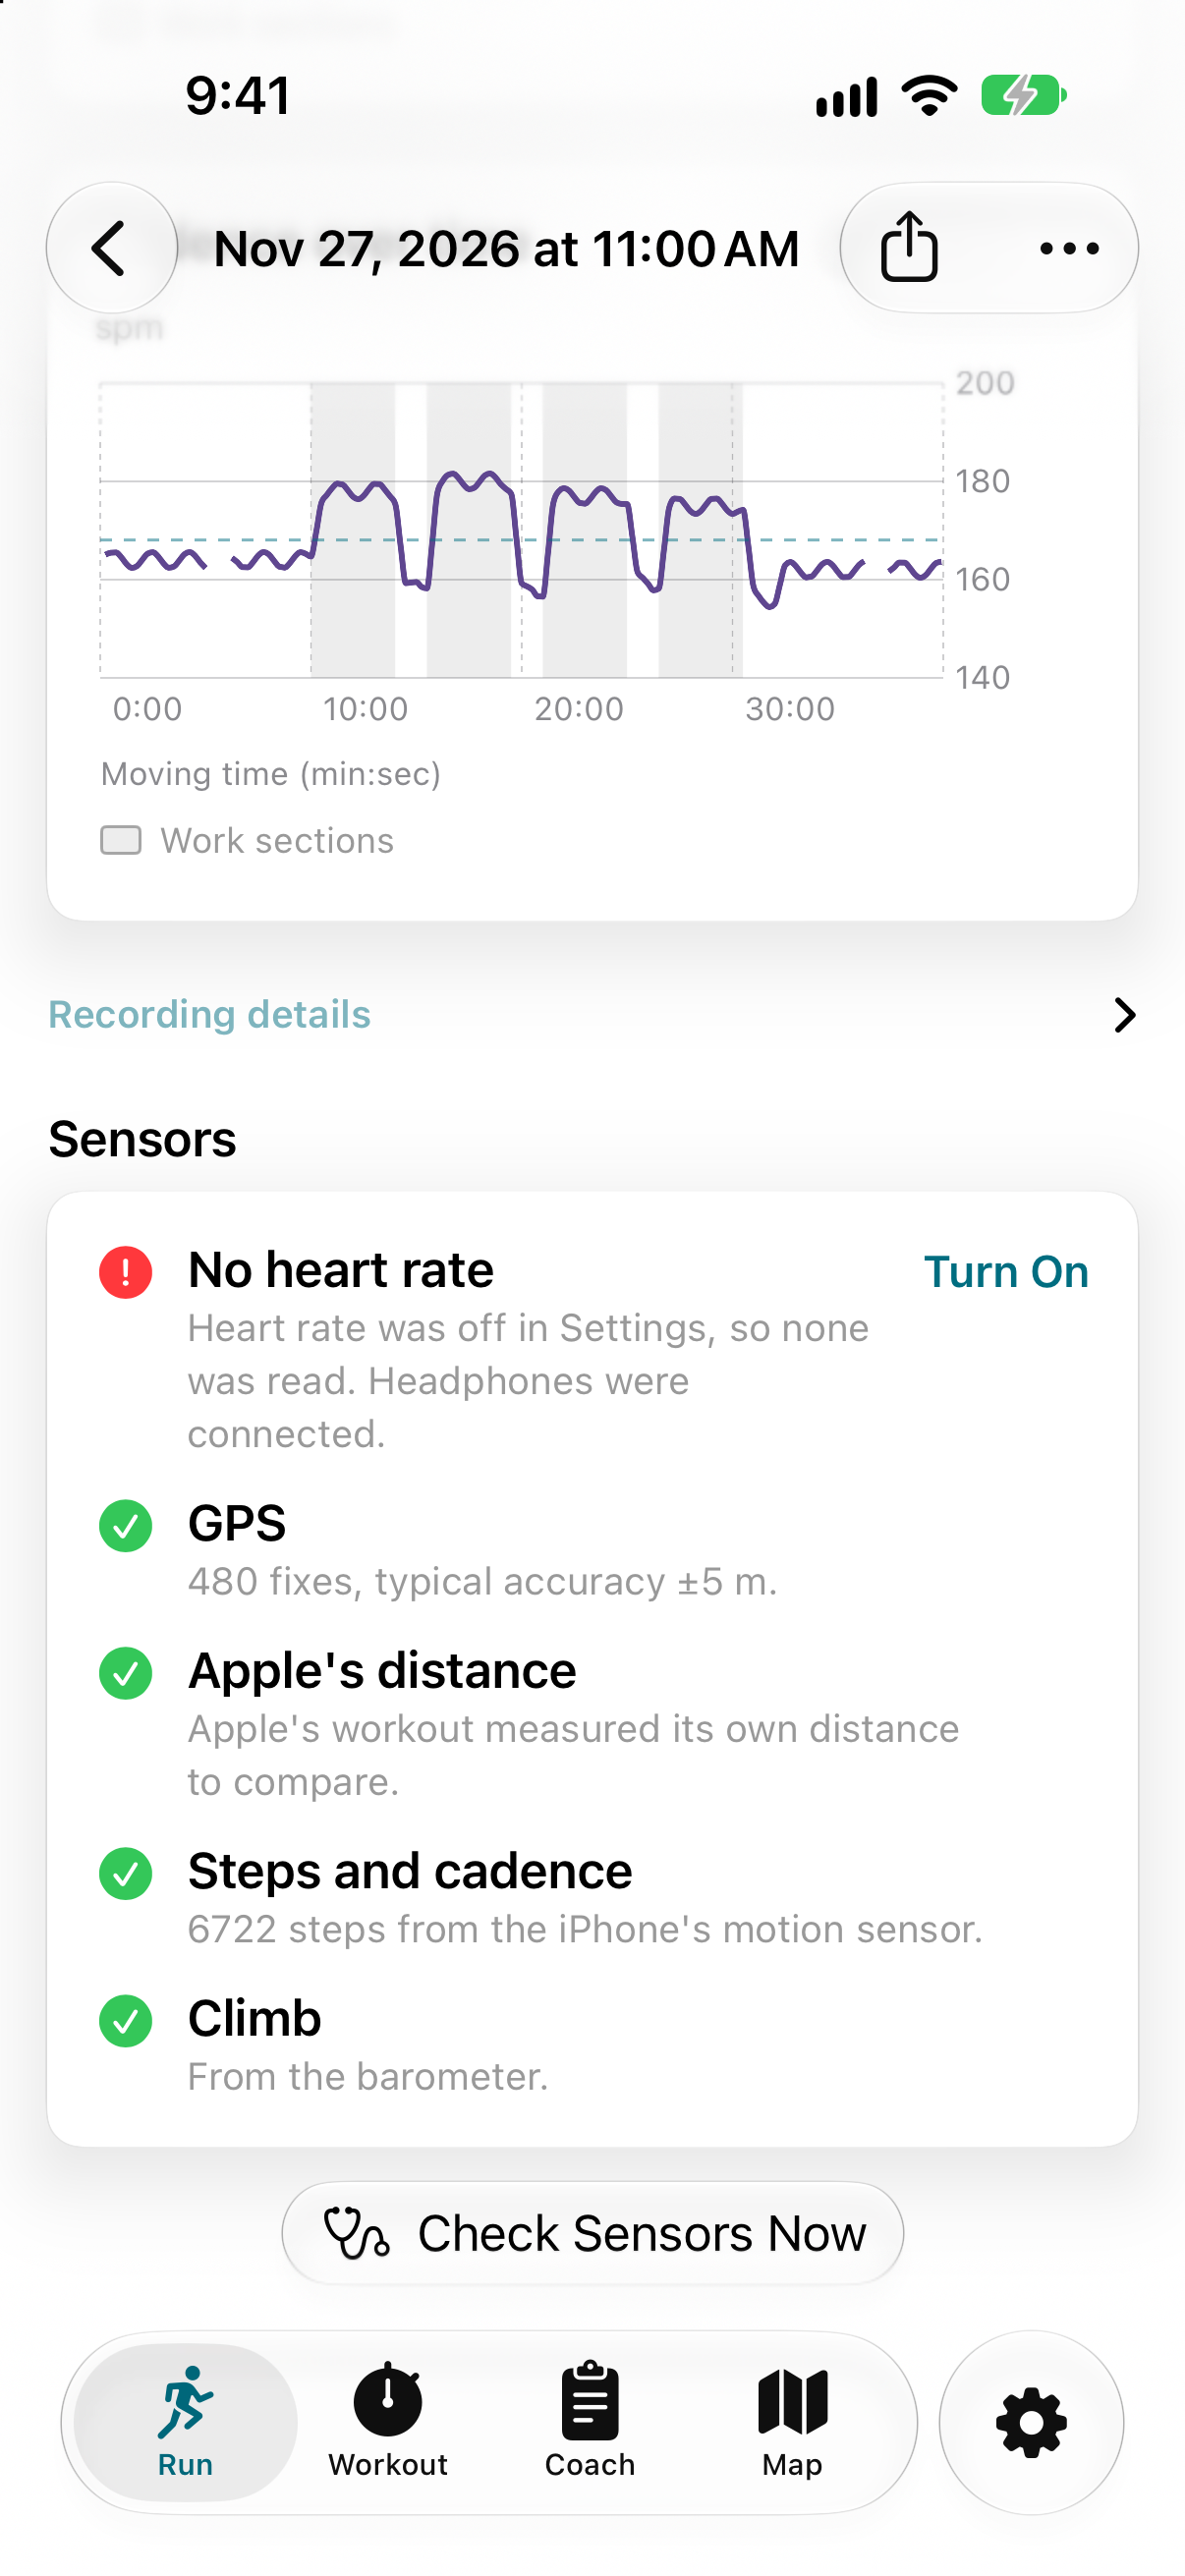 9:41
Nov 27, 2026 at 11:00 AM
spm
200
180
160
140
0:00 10:00 20:00 30:00
Moving time (min:sec)
Work sections
Recording details
Sensors
No heart rate
Turn On
Heart rate was off in Settings, so none
was read. Headphones were
connected.
GPS
480 fixes, typical accuracy ±5 m.
Apple's distance
Apple's workout measured its own distance
to compare.
Steps and cadence
6722 steps from the iPhone's motion sensor.
Climb
From the barometer.
Check Sensors Now
Run Workout Coach Map